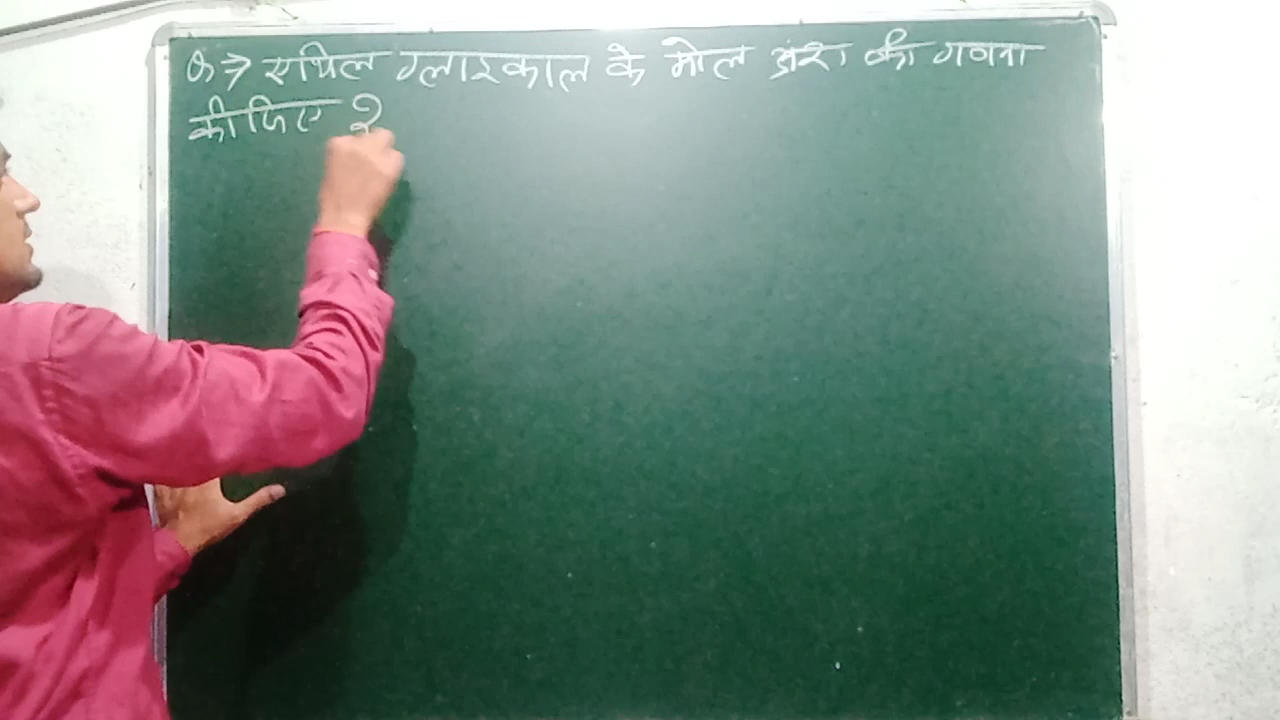 Q→ एथिल ग्लाइकाल के मोल अंश की गणना
कीजिए ?